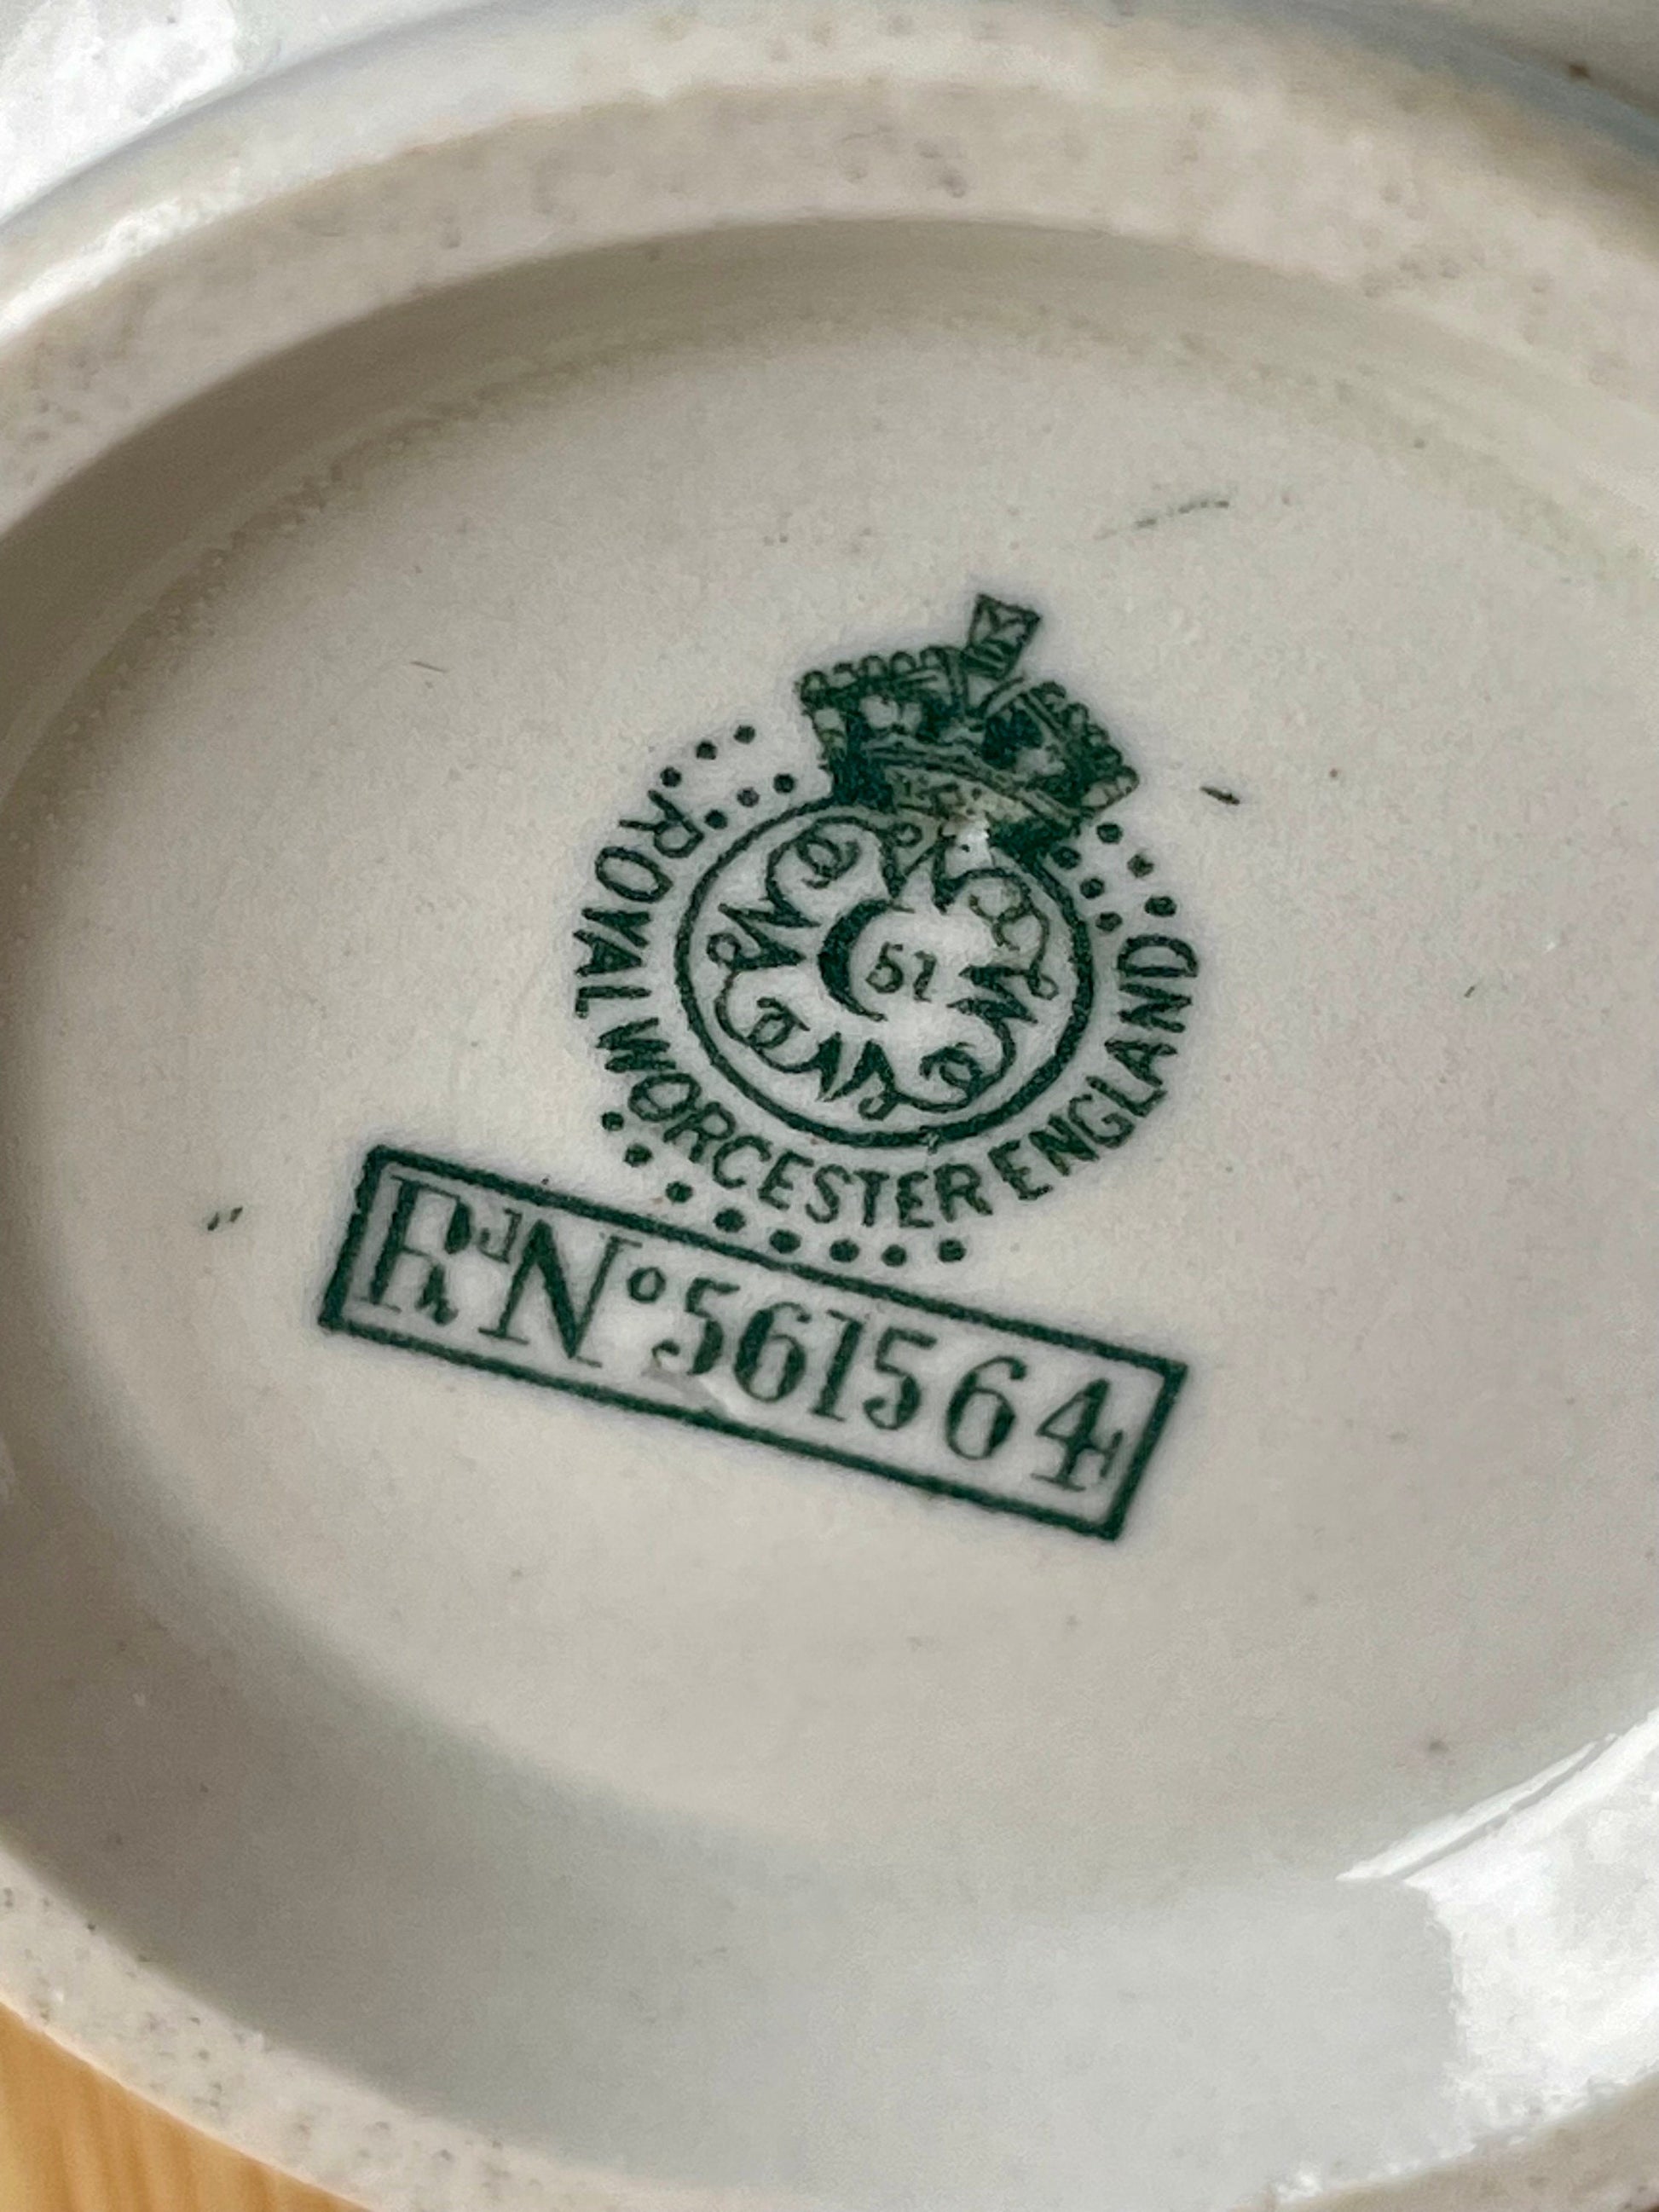 51
ROYAL WORCESTER ENGLAND
Rd No 561564